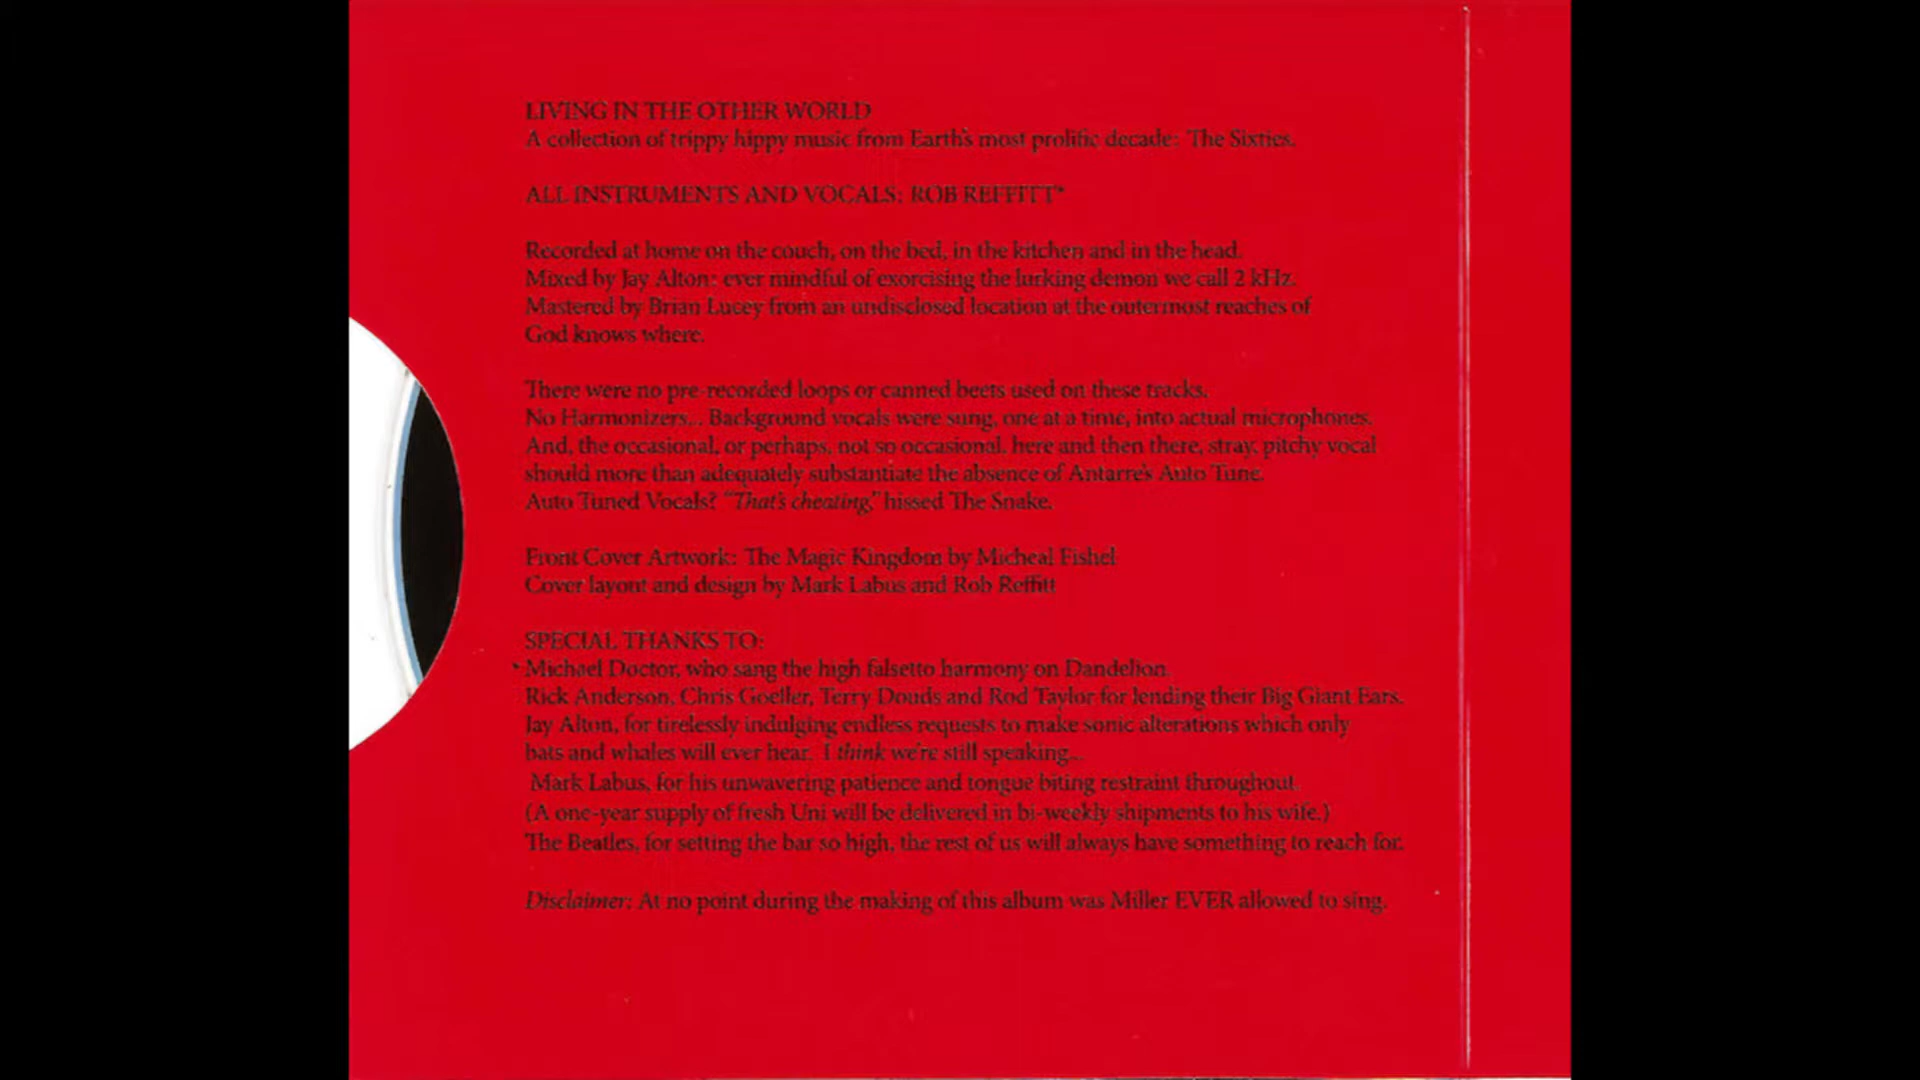 LIVING IN THE OTHER WORLD
A collection of trippy hippy music from Earth's most prolific decade: The Sixties.
ALL INSTRUMENTS AND VOCALS: ROB REFFITT*
Recorded at home on the couch, on the bed, in the kitchen and in the head.
Mixed by Jay Alton: ever mindful of exorcising the lurking demon we call 2 kHz.
Mastered by Brian Lucey from an undisclosed location at the outermost reaches of
God knows where.
There were no pre-recorded loops or canned beets used on these tracks.
No Harmonizers... Background vocals were sung, one at a time, into actual microphones.
And, the occasional, or perhaps, not so occasional, here and then there, stray, pitchy vocal
should more than adequately substantiate the absence of Antarre's Auto Tune.
Auto Tuned Vocals? "That's cheating," hissed The Snake.
Front Cover Artwork: The Magic Kingdom by Micheal Fishel
Cover layout and design by Mark Labus and Rob Reffitt
SPECIAL THANKS TO:
*Michael Doctor, who sang the high falsetto harmony on Dandelion.
Rick Anderson, Chris Goeller, Terry Douds and Rod Taylor for lending their Big Giant Ears.
Jay Alton, for tirelessly indulging endless requests to make sonic alterations which only
bats and whales will ever hear. I think we're still speaking...
Mark Labus, for his unwavering patience and tongue biting restraint throughout.
(A one-year supply of fresh Uni will be delivered in bi-weekly shipments to his wife.)
The Beatles, for setting the bar so high, the rest of us will always have something to reach for.
Disclaimer: At no point during the making of this album was Miller EVER allowed to sing.